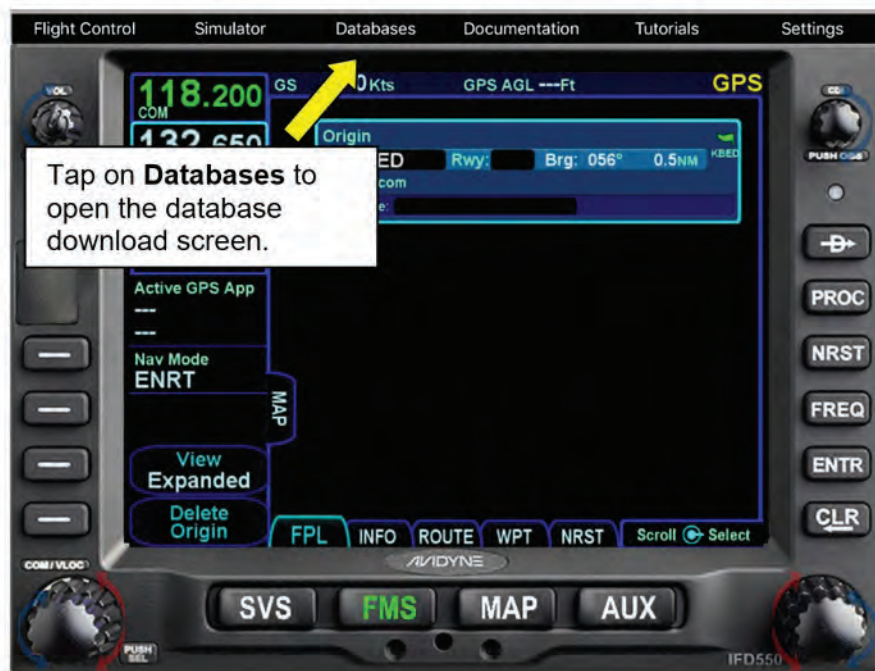 Flight Control Simulator Databases Documentation Tutorials Settings
VOL
118.200
COM
GS 0Kts GPS AGL ---Ft GPS
132.650
Origin
ED Rwy: Brg: 056° 0.5NM KBED
com
e:
Tap on Databases to
open the database
download screen.
PUSH
D
PROC
NRST
FREQ
ENTR
CLR
Active GPS App
---
---
Nav Mode
ENRT
MAP
View
Expanded
Delete
Origin
FPL INFO ROUTE WPT NRST Scroll Select
COM/VLOC
AVIDYNE
SVS FMS MAP AUX
PUSH
SEL
IFD550